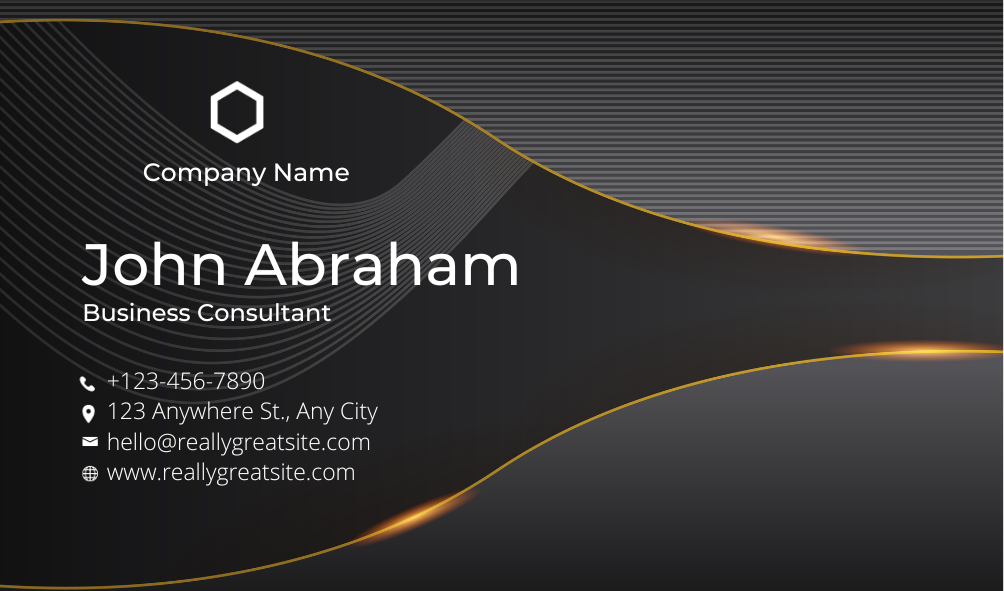 Company Name
John Abraham
Business Consultant
+123-456-7890
123 Anywhere St., Any City
hello@reallygreatsite.com
www.reallygreatsite.com